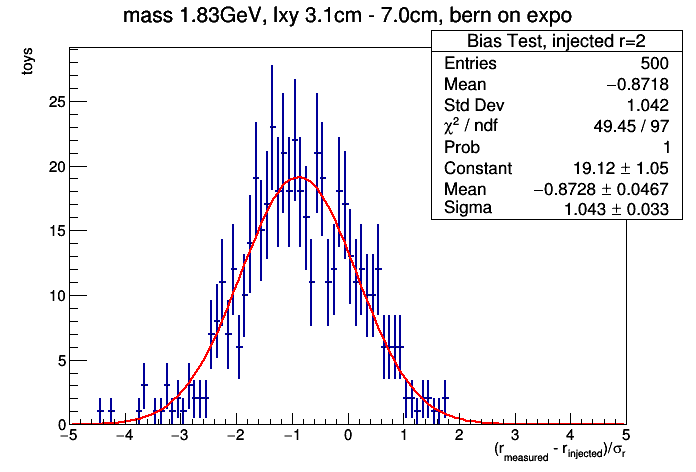 mass 1.83GeV, lxy 3.1cm - 7.0cm, bern on expo
toys
Bias Test, injected r=2
Entries 500
Mean −0.8718
Std Dev 1.042
χ² / ndf 49.45 / 97
Prob 1
Constant 19.12 ± 1.05
Mean −0.8728 ± 0.0467
Sigma 1.043 ± 0.033
25
20
15
10
5
0
−5 −4 −3 −2 −1 0 1 2 3 4 5
(r_measured - r_injected)/σ_r